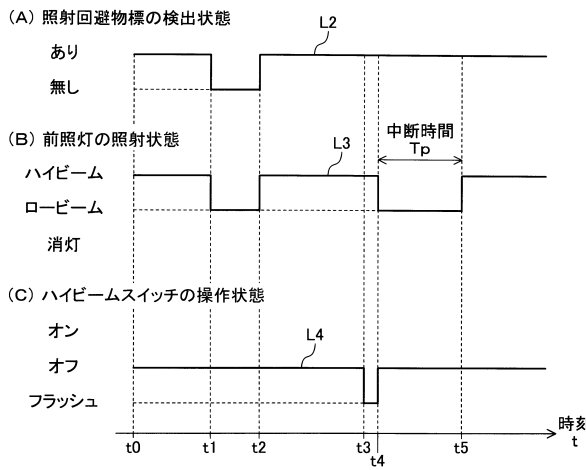 (A) 照射回避物標の検出状態
L2
あり
無し
(B) 前照灯の照射状態
中断時間
Tp
L3
ハイビーム
ロービーム
消灯
(C) ハイビームスイッチの操作状態
オン
L4
オフ
フラッシュ
時刻
t
t0 t1 t2 t3 t4 t5